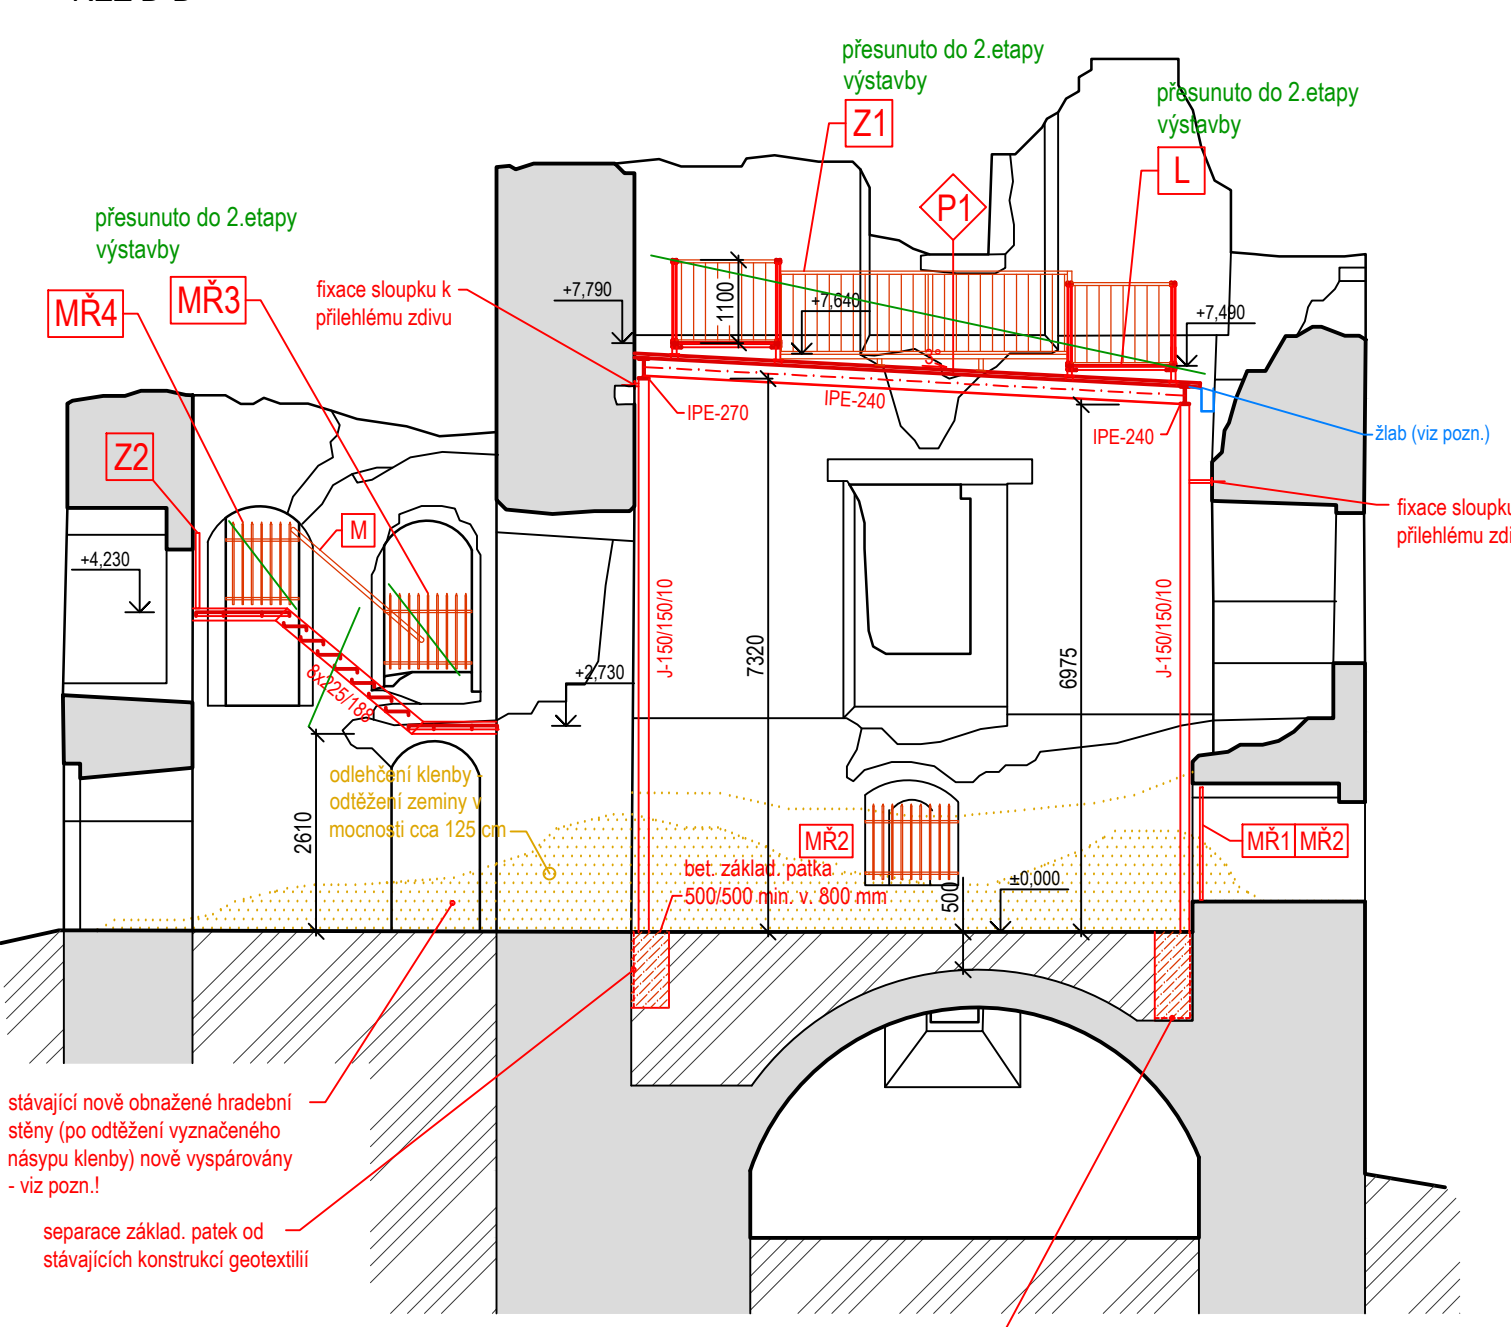 přesunuto do 2.etapy
výstavby
Z1
přesunuto do 2.etapy
výstavby
L
P1
přesunuto do 2.etapy
výstavby
MŘ4
MŘ3
fixace sloupku k
přilehlému zdivu
+7,790
1100
+7,640
+7,490
3°
IPE-270
IPE-240
IPE-240
žlab (viz pozn.)
Z2
M
fixace sloupku
přilehlému zdi
+4,230
J-150/150/10
7320
6975
J-150/150/10
+2,730
8x225/188
2610
odlehčení klenby -
odtěžení zeminy v
mocnosti cca 125 cm
MŘ2
MŘ1
MŘ2
bet. základ. patka
500/500 min. v. 800 mm
500
±0,000
stávající nově obnažené hradební
stěny (po odtěžení vyznačeného
násypu klenby) nově vyspárovány
- viz pozn.!
separace základ. patek od
stávajících konstrukcí geotextilií